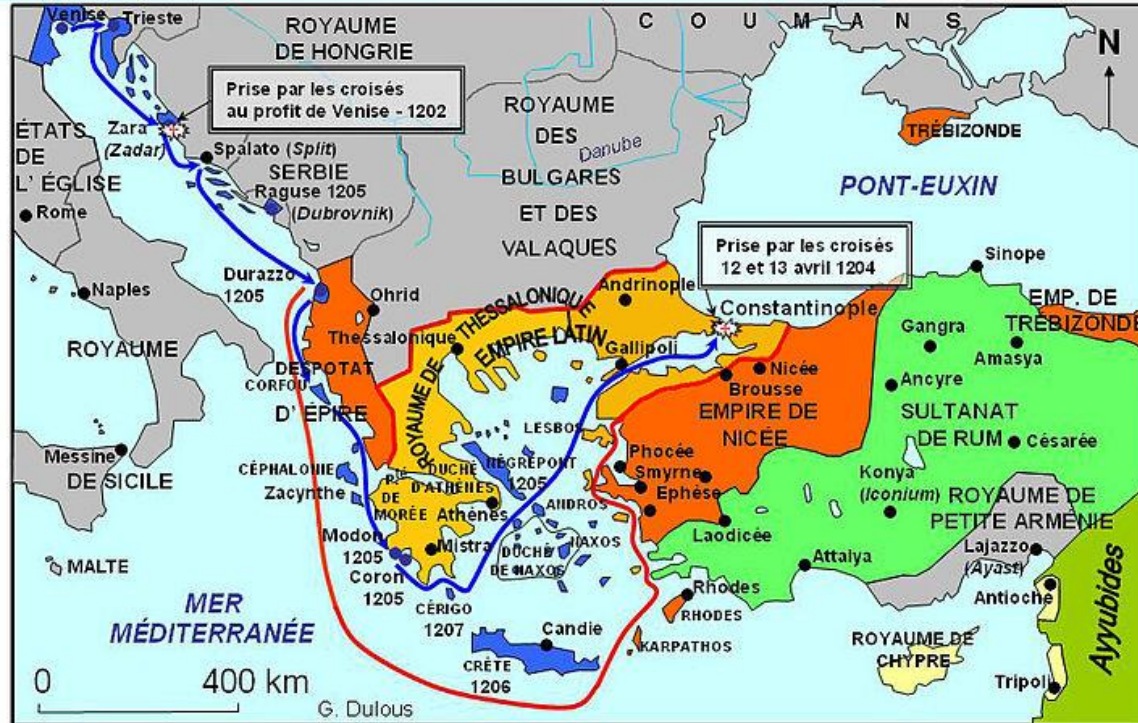 COUMANS
Venise
Trieste
ROYAUME
DE HONGRIE
N
Prise par les croisés
au profit de Venise - 1202
ROYAUME
DES
BULGARES
ET DES
VALAQUES
Danube
TRÉBIZONDE
ÉTATS
DE
L' ÉGLISE
Zara
(Zadar)
Spalato (Split)
SERBIE
Raguse 1205
(Dubrovnik)
PONT-EUXIN
Rome
Prise par les croisés
12 et 13 avril 1204
Sinope
Naples
Durazzo
1205
Ohrid
Andrinople
Constantinople
EMP. DE
TRÉBIZONDE
Thessalonique
ROYAUME DE THESSALONIQUE
EMPIRE LATIN
Gallipoli
Gangra
Amasya
ROYAUME
DE SICILE
DESPOTAT
D' ÉPIRE
CORFOU
Nicée
Brousse
EMPIRE DE
NICÉE
Ancyre
SULTANAT
DE RUM
Césarée
LESBOS
Messine
CÉPHALONIE
Zacynthe
NÉGREPONT
1205
DUCHÉ
D'ATHÈNES
Pté
DE
MORÉE
Athènes
Phocée
Smyrne
Ephèse
Konya
(Iconium)
ANDROS
ROYAUME DE
PETITE ARMÉNIE
Modon
1205
Mistra
Coron
1205
NAXOS
DUCHÉ
DE NAXOS
Laodicée
Attalya
Lajazzo
(Ayast)
MALTE
Rhodes
RHODES
Antioche
MER
MÉDITERRANÉE
CÉRIGO
1207
Candie
CRÈTE
1206
KARPATHOS
ROYAUME DE
CHYPRE
Tripoli
Ayyubides
0 400 km
G. Dulous